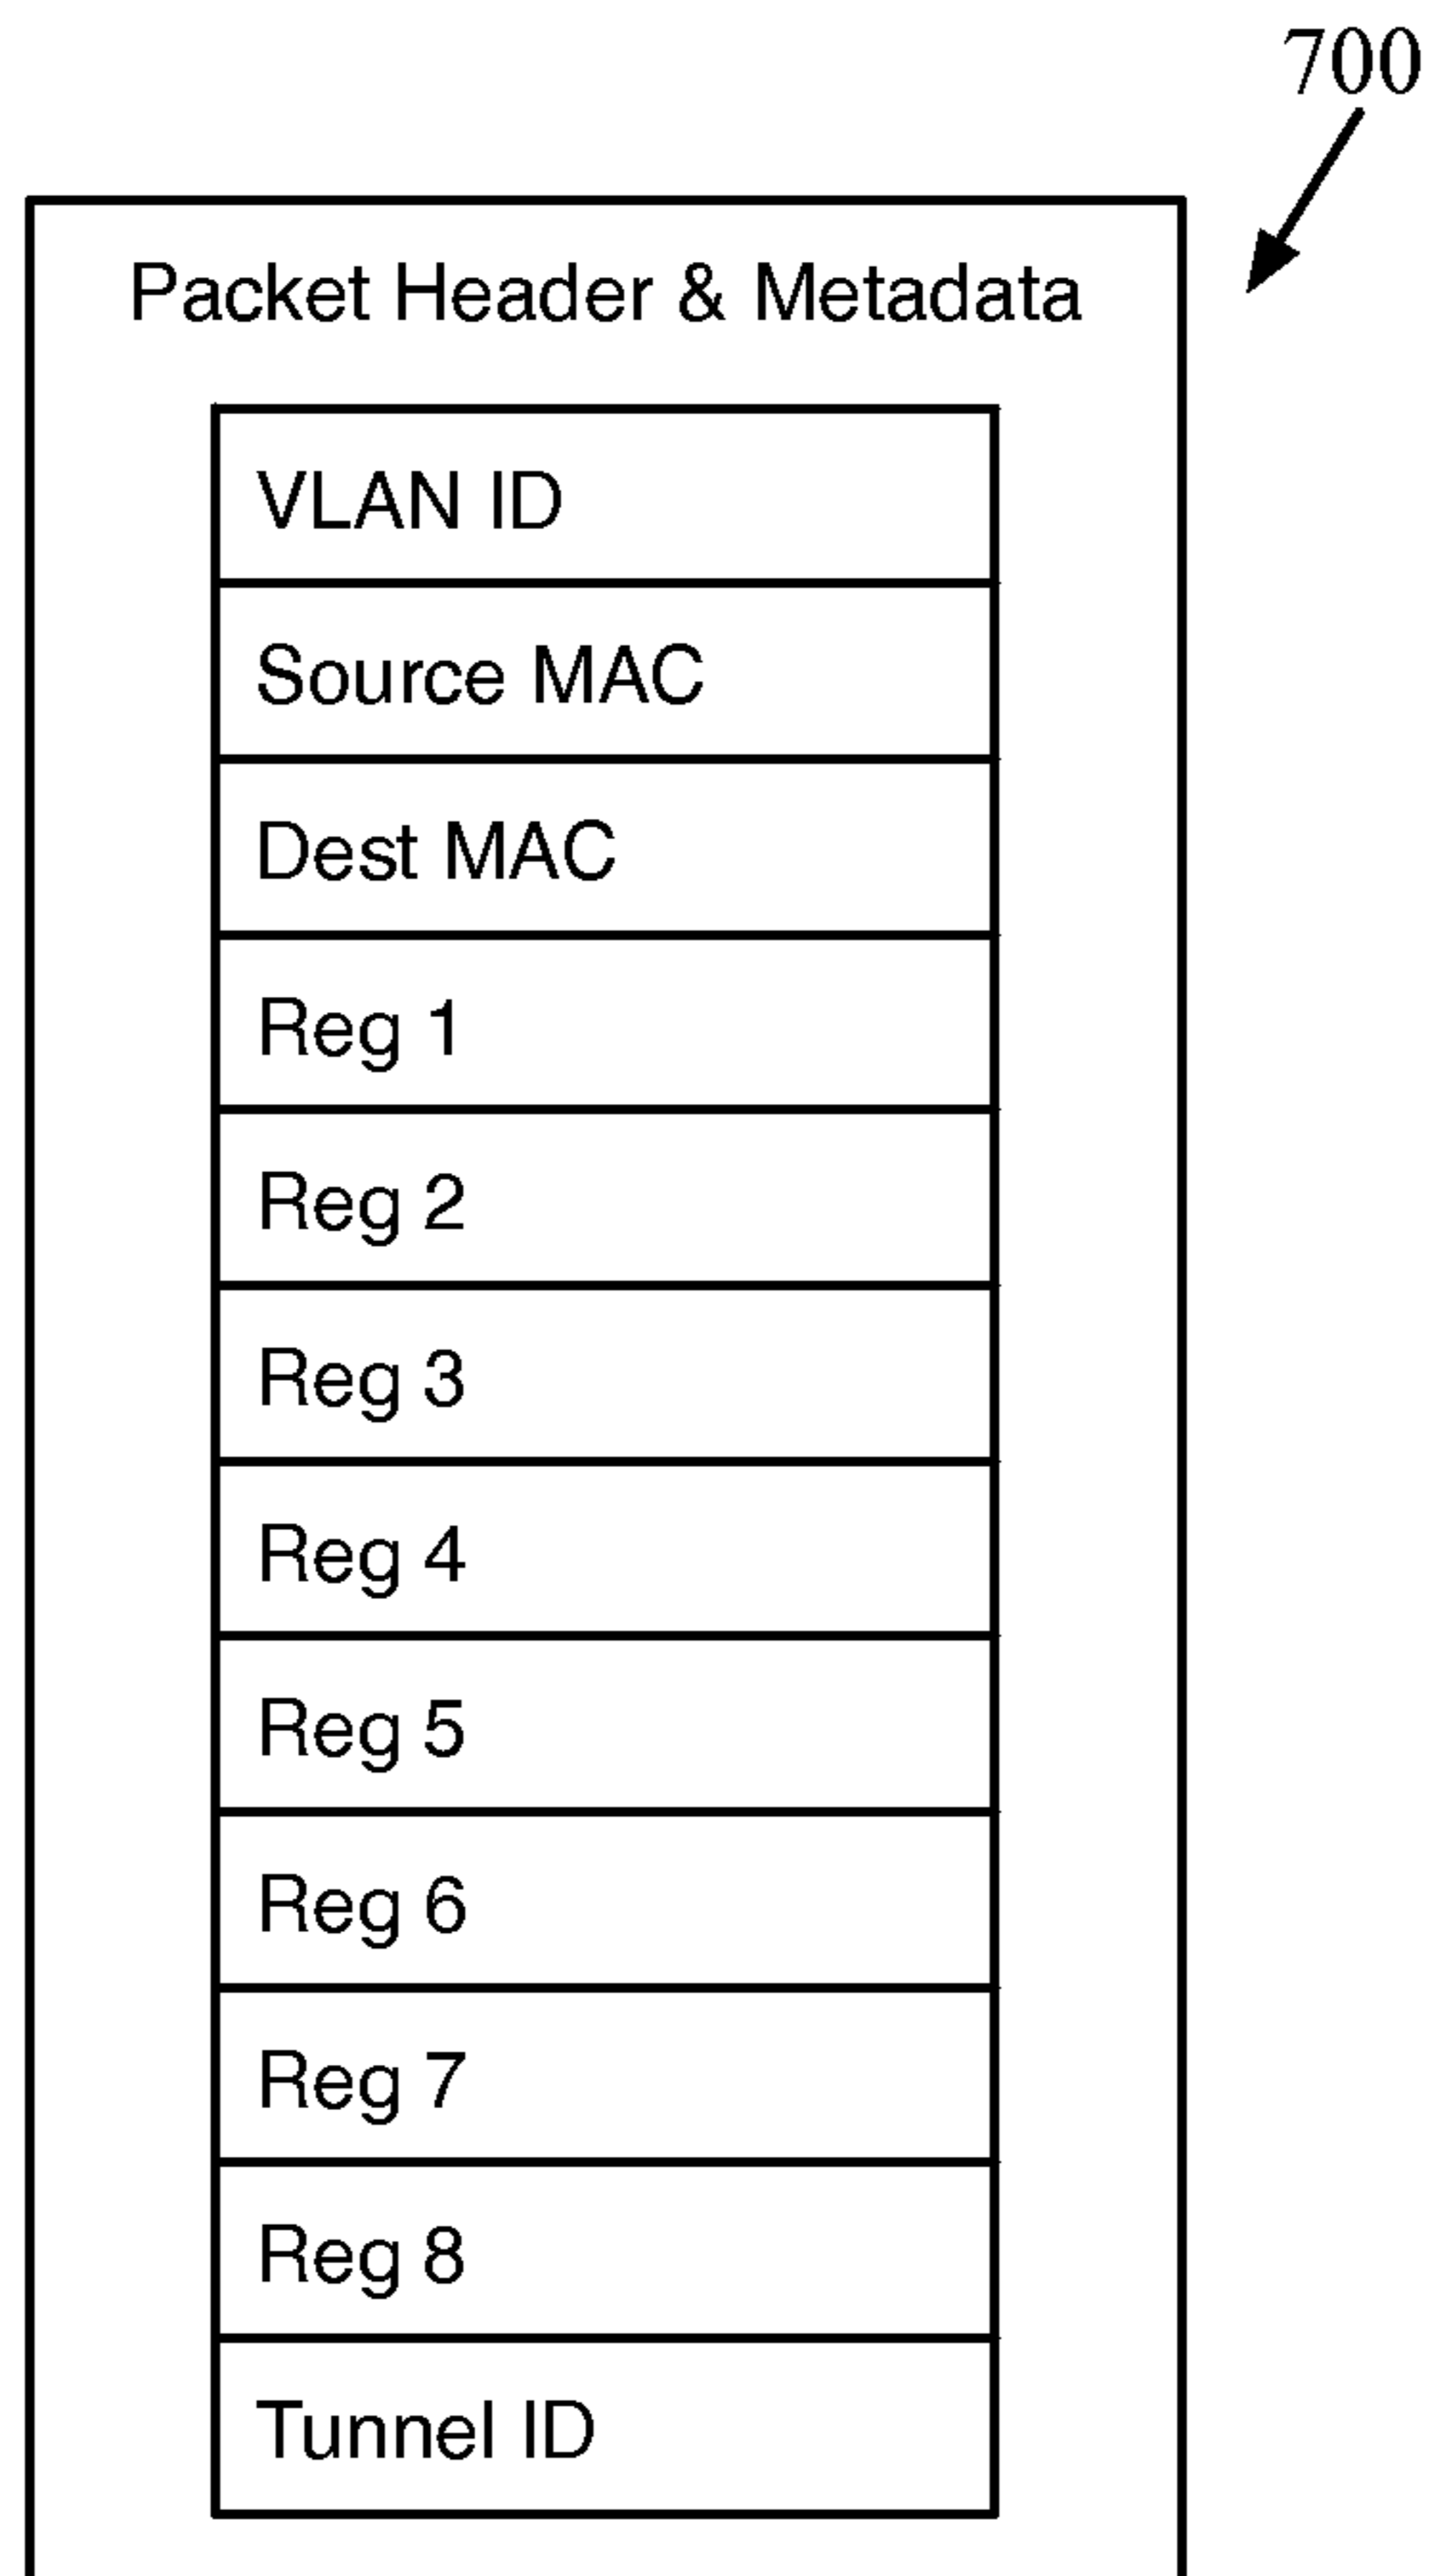 700
Packet Header & Metadata
VLAN ID
Source MAC
Dest MAC
Reg 1
Reg 2
Reg 3
Reg 4
Reg 5
Reg 6
Reg 7
Reg 8
Tunnel ID